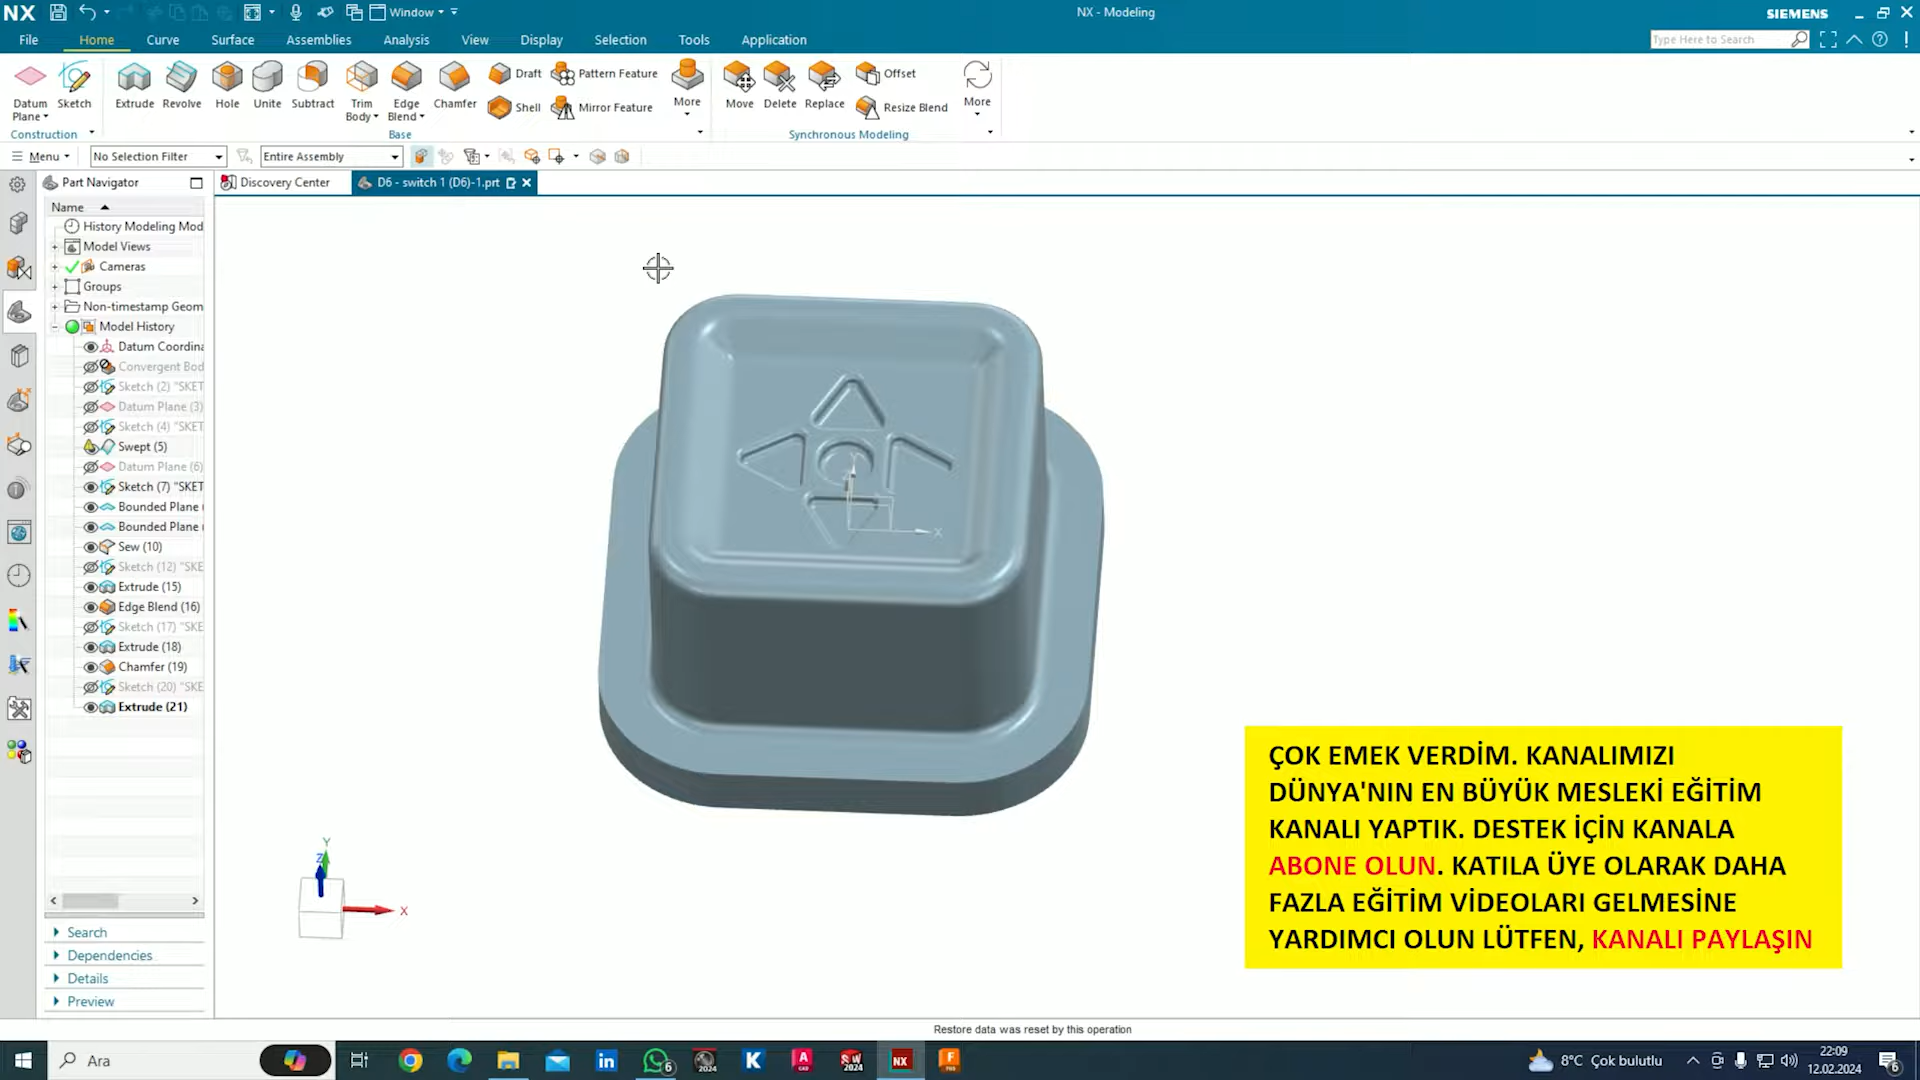 NX
Window
NX - Modeling
SIEMENS
File Home Curve Surface Assemblies Analysis View Display Selection Tools Application
Type Here to Search
Datum Plane
Sketch
Extrude
Revolve
Hole
Unite
Subtract
Trim Body
Edge Blend
Chamfer
Draft
Shell
Pattern Feature
Mirror Feature
More
Move
Delete
Replace
Offset
Resize Blend
More
Construction
Base
Synchronous Modeling
Menu
No Selection Filter
Entire Assembly
Part Navigator
Discovery Center
D6 - switch 1 (D6)-1.prt
Name
History Modeling Mod
Model Views
Cameras
Groups
Non-timestamp Geom
Model History
Datum Coordina
Convergent Bod
Sketch (2) "SKET
Datum Plane (3)
Sketch (4) "SKET
Swept (5)
Datum Plane (6)
Sketch (7) "SKET
Bounded Plane (
Bounded Plane (
Sew (10)
Sketch (12) "SKE
Extrude (15)
Edge Blend (16)
Sketch (17) "SKE
Extrude (18)
Chamfer (19)
Sketch (20) "SKE
Extrude (21)
Search
Dependencies
Details
Preview
X
Y
Z
X
ÇOK EMEK VERDİM. KANALIMIZI
DÜNYA'NIN EN BÜYÜK MESLEKİ EĞİTİM
KANALI YAPTIK. DESTEK İÇİN KANALA
ABONE OLUN. KATILA ÜYE OLARAK DAHA
FAZLA EĞİTİM VİDEOLARI GELMESİNE
YARDIMCI OLUN LÜTFEN, KANALI PAYLAŞIN
Restore data was reset by this operation
Ara
8°C Çok bulutlu
22:09
12.02.2024